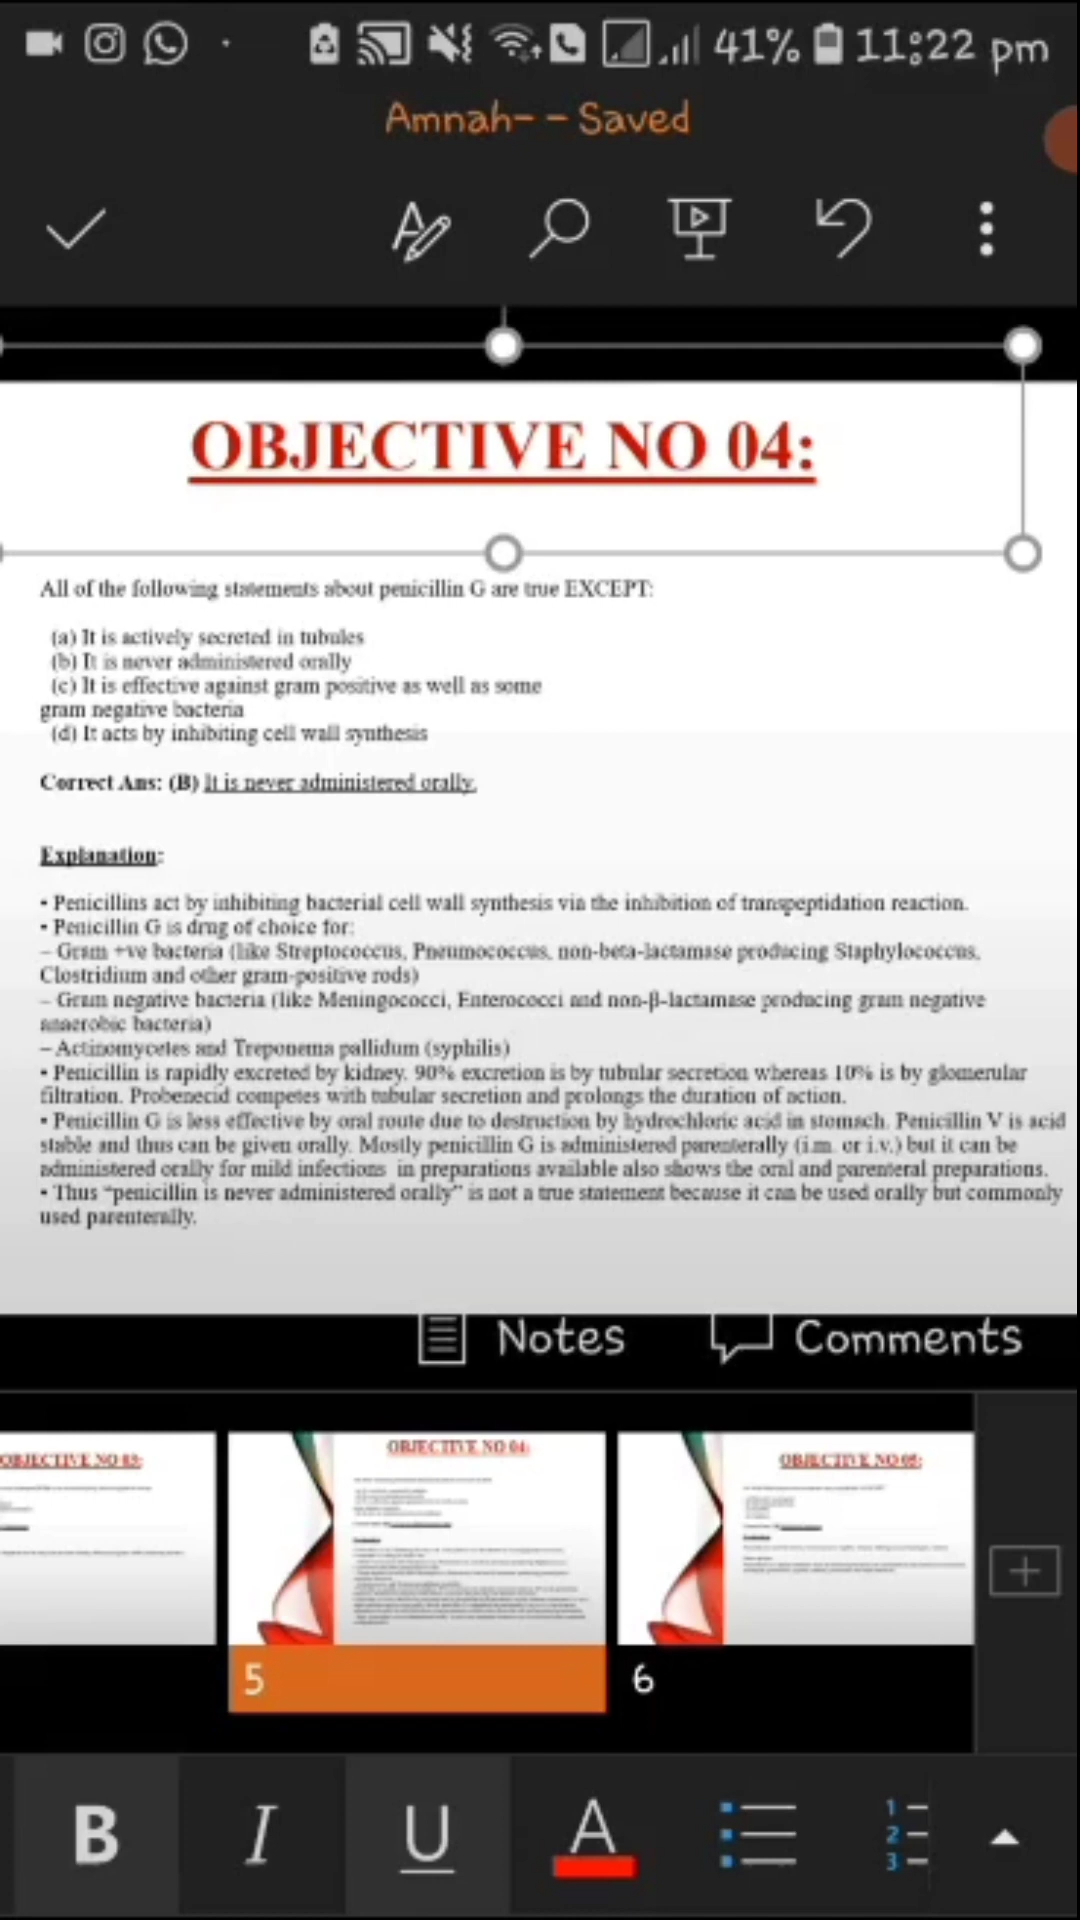 41% 11:22 pm
Amnah- - Saved
OBJECTIVE NO 04:
All of the following statements about penicillin G are true EXCEPT:
(a) It is actively secreted in tubules
(b) It is never administered orally
(c) It is effective against gram positive as well as some
gram negative bacteria
(d) It acts by inhibiting cell wall synthesis
Correct Ans: (B) It is never administered orally.
Explanation:
• Penicillins act by inhibiting bacterial cell wall synthesis via the inhibition of transpeptidation reaction.
• Penicillin G is drug of choice for:
– Gram +ve bacteria (like Streptococcus, Pneumococcus, non-beta-lactamase producing Staphylococcus,
Clostridium and other gram-positive rods)
– Gram negative bacteria (like Meningococci, Enterococci and non-β-lactamase producing gram negative
anaerobic bacteria)
– Actinomycetes and Treponema pallidum (syphilis)
• Penicillin is rapidly excreted by kidney. 90% excretion is by tubular secretion whereas 10% is by glomerular
filtration. Probenecid competes with tubular secretion and prolongs the duration of action.
• Penicillin G is less effective by oral route due to destruction by hydrochloric acid in stomach. Penicillin V is acid
stable and thus can be given orally. Mostly penicillin G is administered parenterally (i.m. or i.v.) but it can be
administered orally for mild infections in preparations available also shows the oral and parenteral preparations.
• Thus “penicillin is never administered orally” is not a true statement because it can be used orally but commonly
used parenterally.
Notes Comments
OBJECTIVE NO 03:
OBJECTIVE NO 04:
OBJECTIVE NO 05:
5
6
B I U A
1
2
3